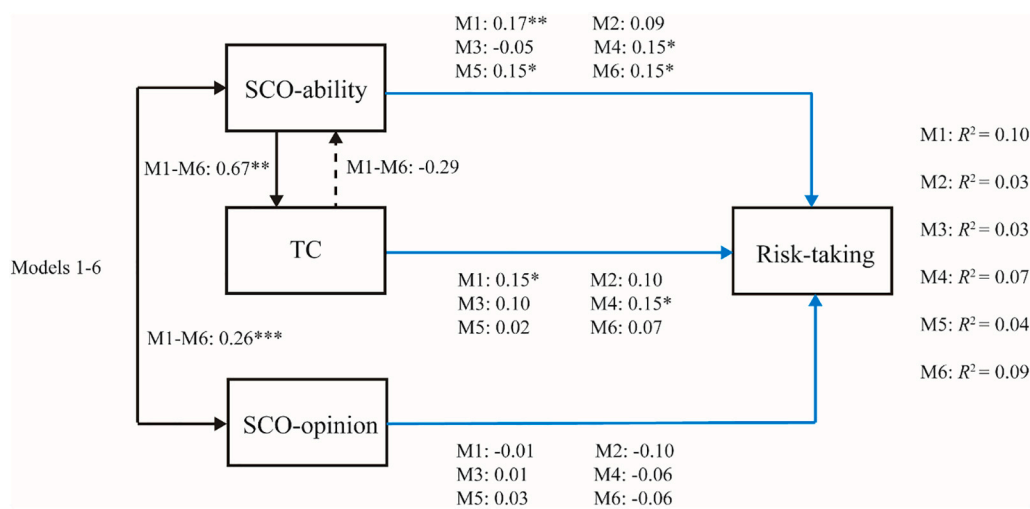 M1: 0.17** M2: 0.09
M3: -0.05 M4: 0.15*
M5: 0.15* M6: 0.15*
SCO-ability
M1-M6: 0.67** M1-M6: -0.29
TC
Models 1-6
M1: 0.15* M2: 0.10
M3: 0.10 M4: 0.15*
M5: 0.02 M6: 0.07
M1-M6: 0.26***
SCO-opinion
M1: -0.01 M2: -0.10
M3: 0.01 M4: -0.06
M5: 0.03 M6: -0.06
Risk-taking
M1: R² = 0.10
M2: R² = 0.03
M3: R² = 0.03
M4: R² = 0.07
M5: R² = 0.04
M6: R² = 0.09